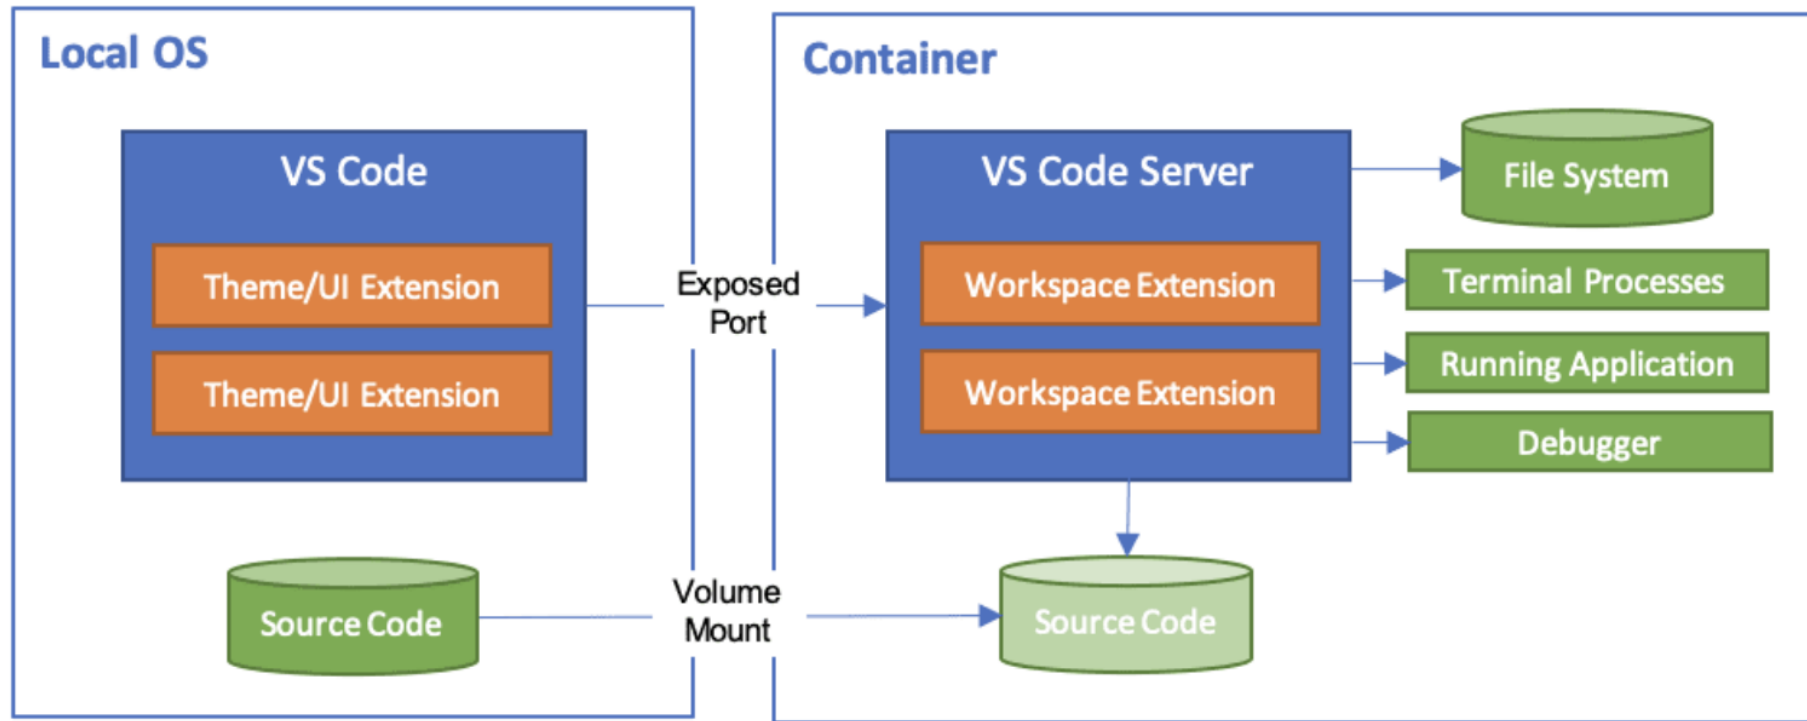 Local OS
VS Code
Theme/UI Extension
Theme/UI Extension
Source Code
Exposed
Port
Volume
Mount
Container
VS Code Server
Workspace Extension
Workspace Extension
File System
Terminal Processes
Running Application
Debugger
Source Code